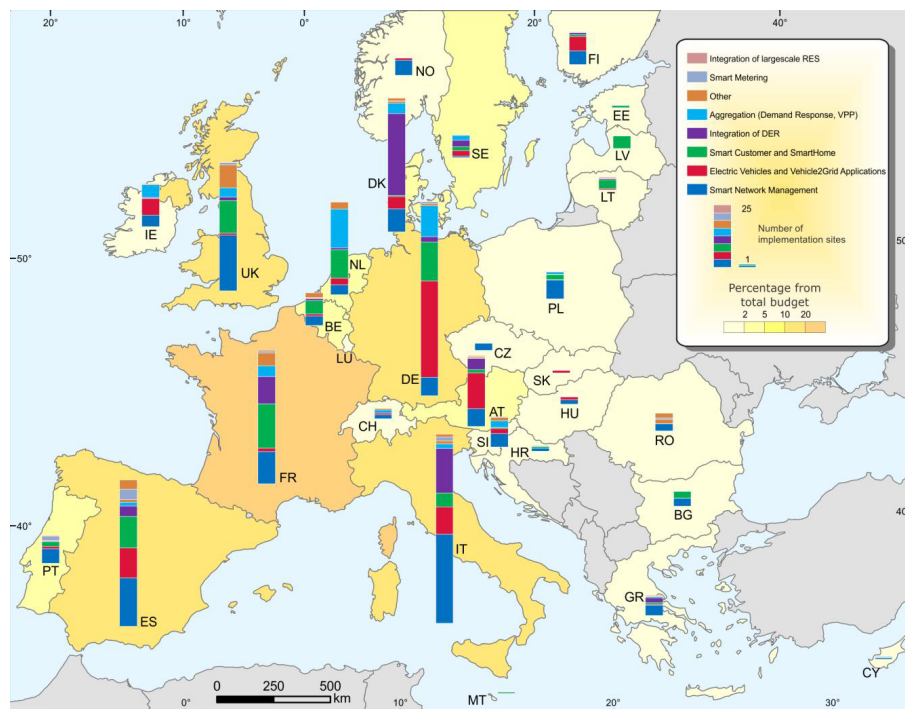 20° 10° 0° 20° 40°
Integration of largescale RES
Smart Metering
Other
Aggregation (Demand Response, VPP)
Integration of DER
Smart Customer and SmartHome
Electric Vehicles and Vehicle2Grid Applications
Smart Network Management
25
Number of
implementation sites
1
Percentage from
total budget
2 5 10 20
NO
FI
EE
SE
LV
DK
LT
IE
50°
UK
NL
PL
BE
LU
CZ
DE
SK
AT
HU
CH
SI
HR
RO
FR
BG
40°
IT
PT
GR
ES
CY
MT
0 250 500
km
0° 10° 20° 30°